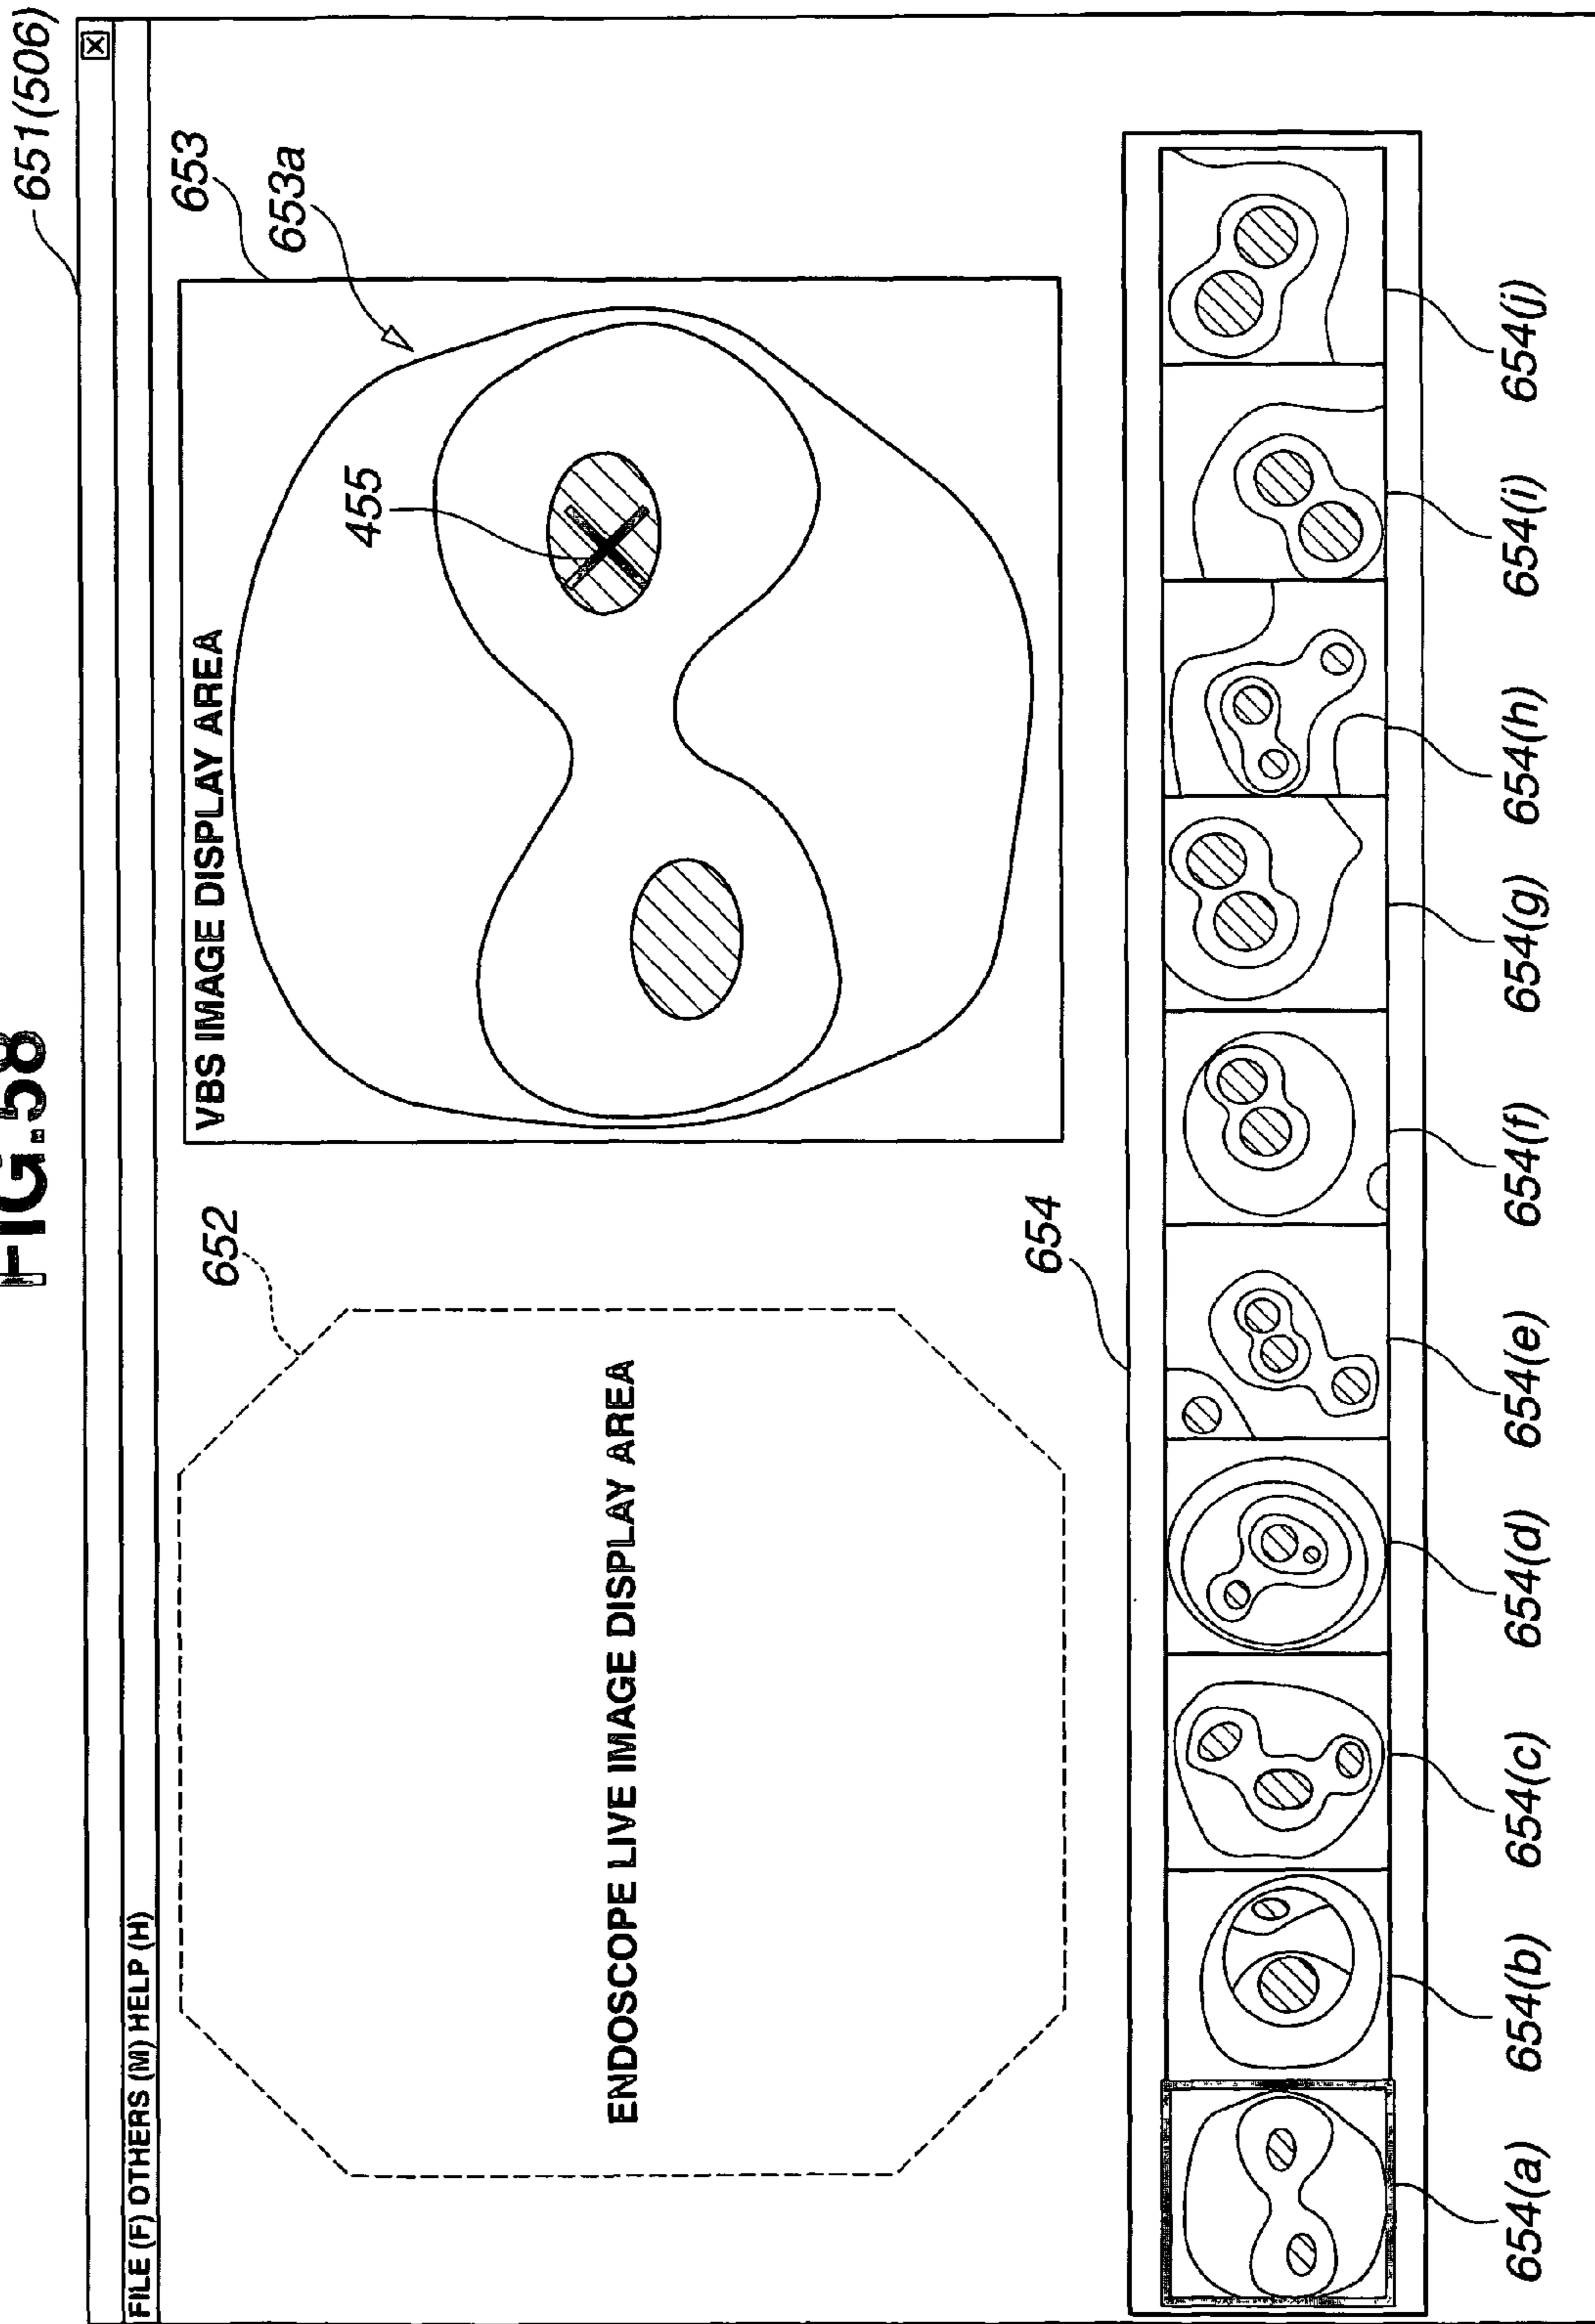 FIG.58
651(506)
FILE (F) OTHERS (M) HELP (H)
652
653
653a
VBS IMAGE DISPLAY AREA
455
ENDOSCOPE LIVE IMAGE DISPLAY AREA
654
654(a) 654(b) 654(c) 654(d) 654(e) 654(f) 654(g) 654(h) 654(i) 654(j)